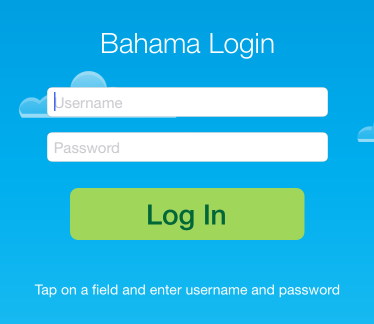 Bahama Login
Username
Password
Log In
Tap on a field and enter username and password